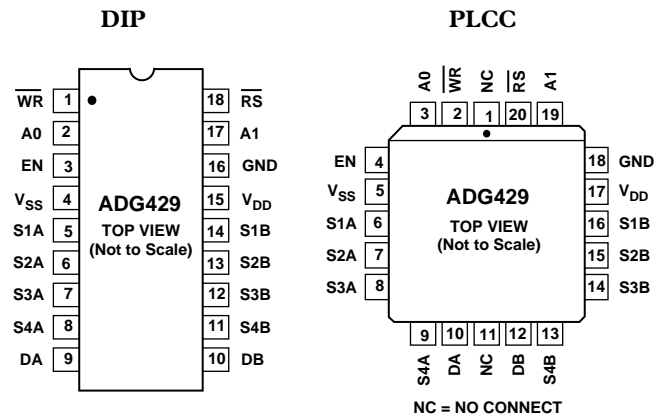 DIP
WR 1 18 RS
A0 2 17 A1
EN 3 16 GND
VSS 4 15 VDD
S1A 5 14 S1B
S2A 6 13 S2B
S3A 7 12 S3B
S4A 8 11 S4B
DA 9 10 DB
ADG429
TOP VIEW
(Not to Scale)
PLCC
A0 WR NC RS A1
3 2 1 20 19
EN 4 18 GND
VSS 5 17 VDD
S1A 6 16 S1B
S2A 7 15 S2B
S3A 8 14 S3B
ADG429
TOP VIEW
(Not to Scale)
9 10 11 12 13
S4A DA NC DB S4B
NC = NO CONNECT